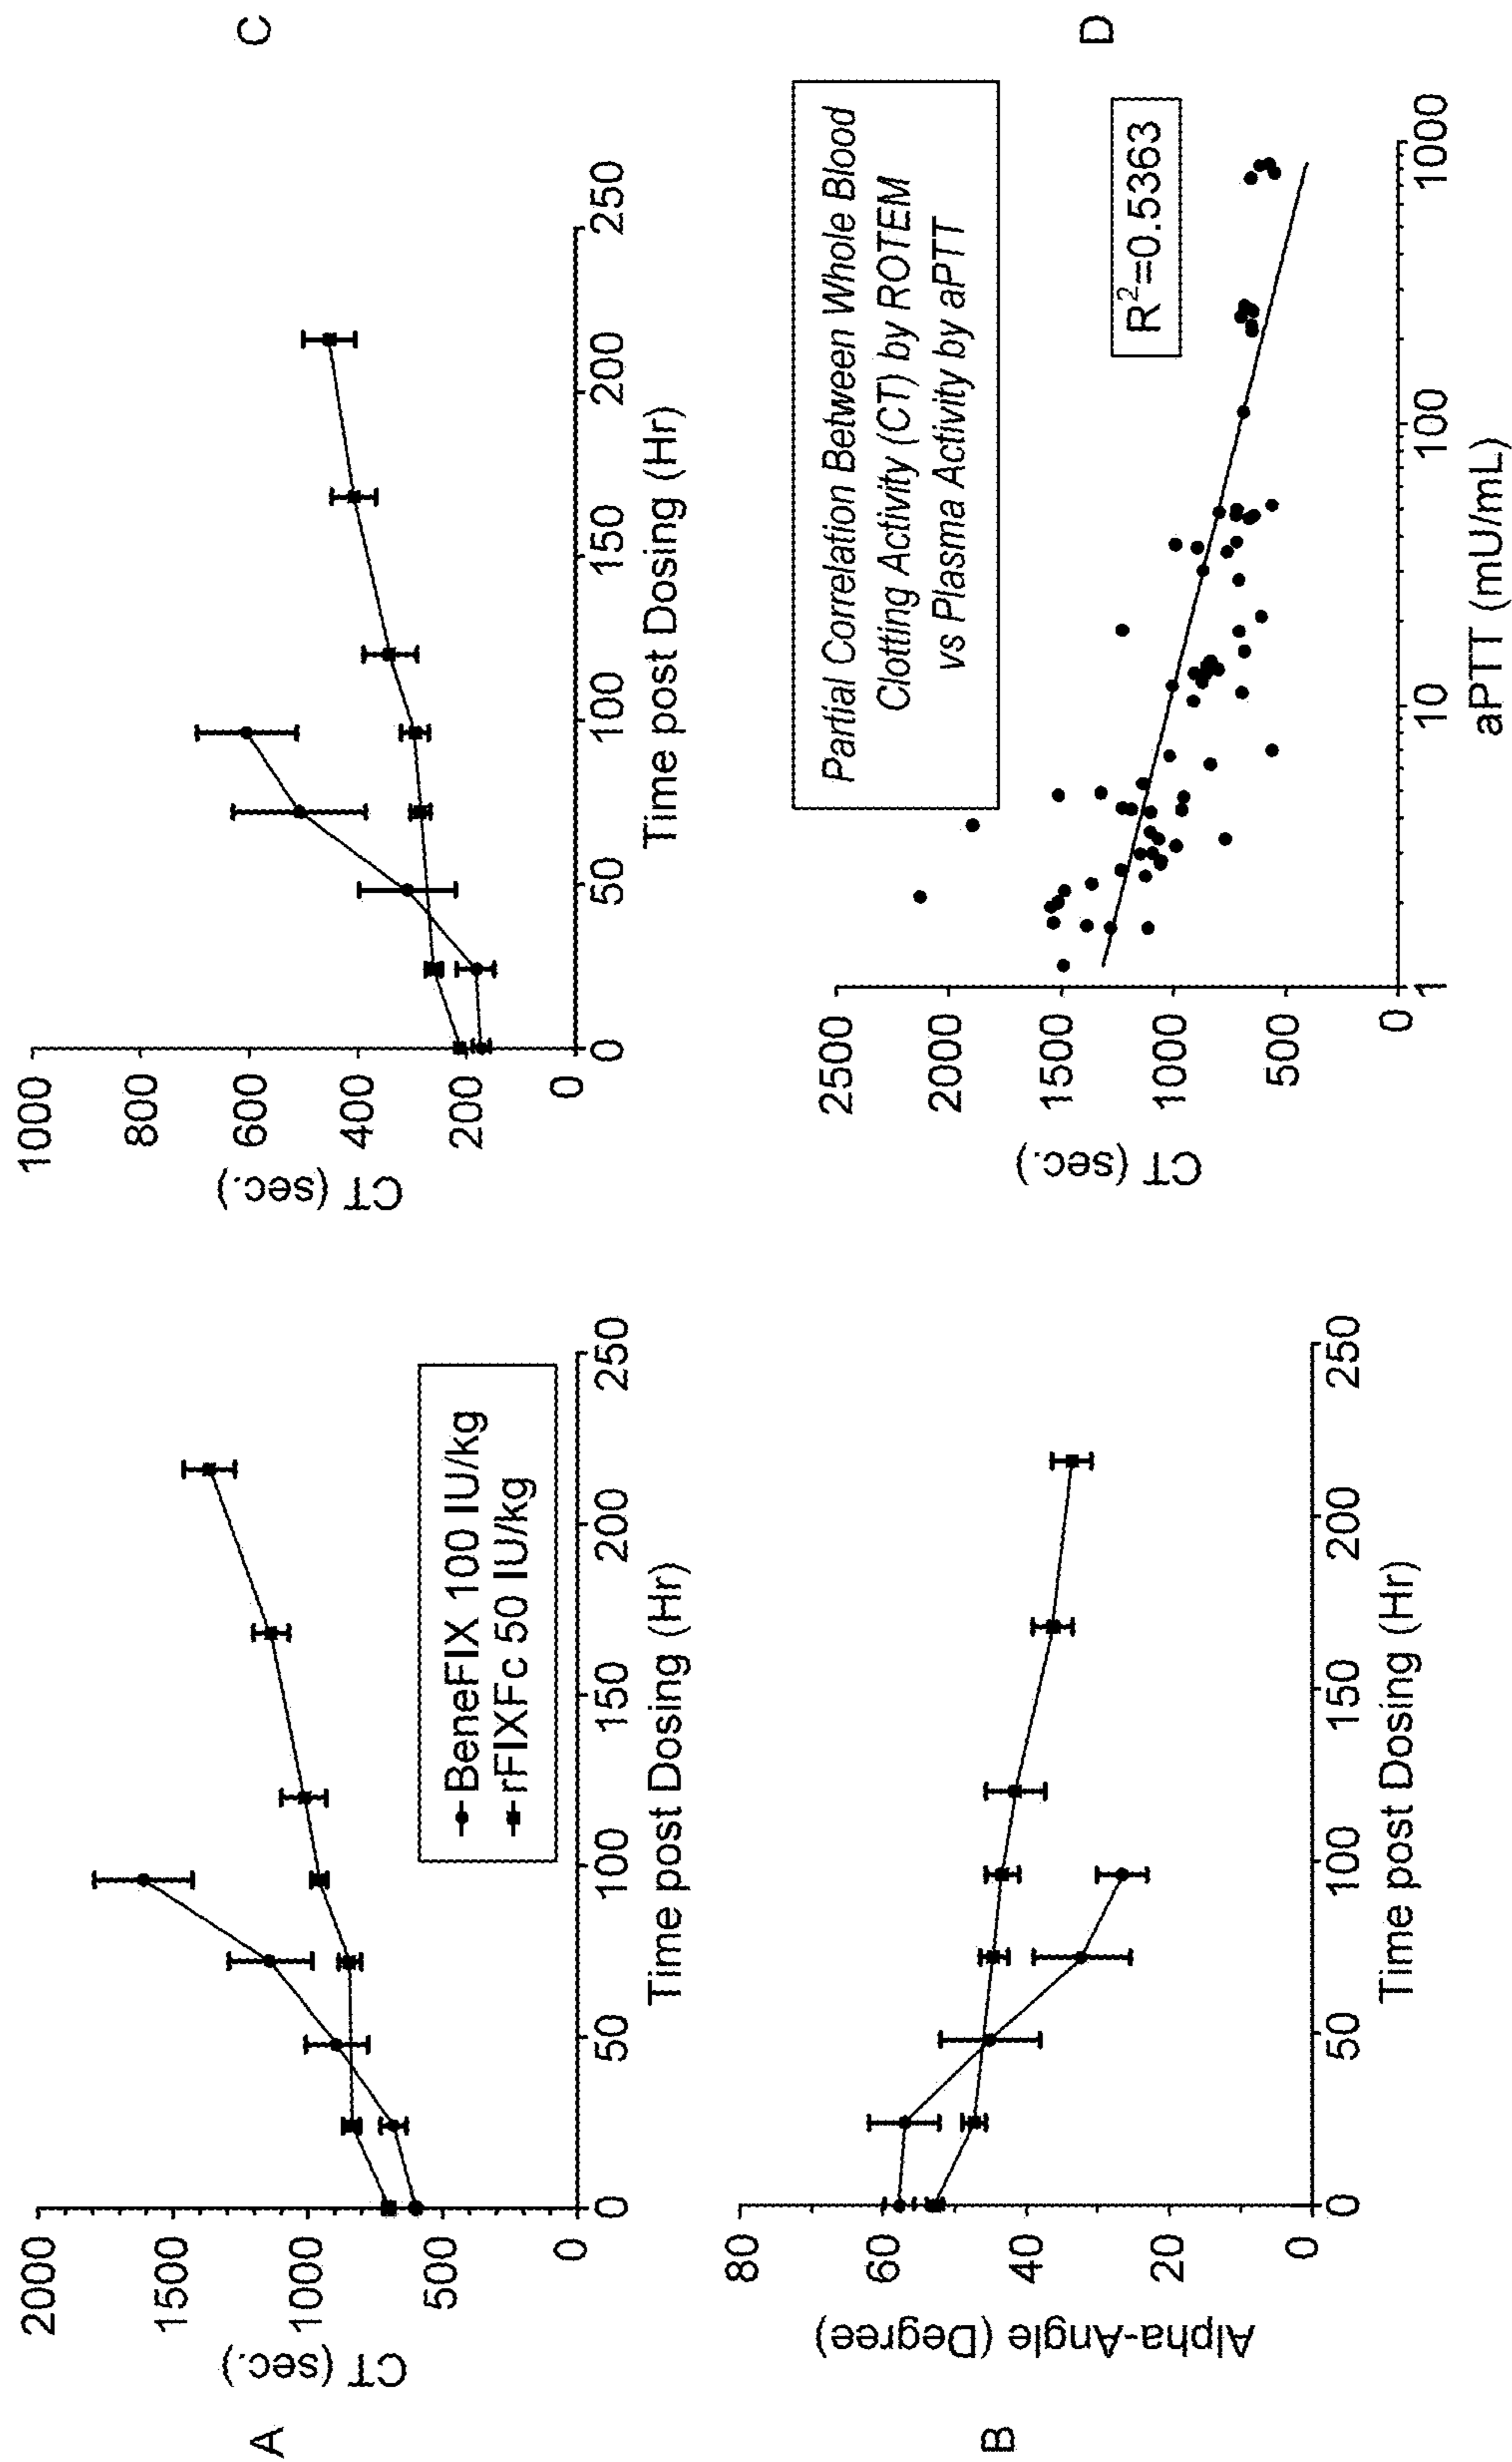 A
CT (sec.)
2000
1500
1000
500
0
0 50 100 150 200 250
Time post Dosing (Hr)
BeneFIX 100 IU/kg
rFIXFc 50 IU/kg
B
Alpha-Angle (Degree)
80
60
40
20
0
0 50 100 150 200 250
Time post Dosing (Hr)
C
CT (sec.)
1000
800
600
400
200
0
0 50 100 150 200 250
Time post Dosing (Hr)
D
Partial Correlation Between Whole Blood
Clotting Activity (CT) by ROTEM
vs Plasma Activity by aPTT
R²=0.5363
CT (sec.)
2500
2000
1500
1000
500
0
1 10 100 1000
aPTT (mU/mL)